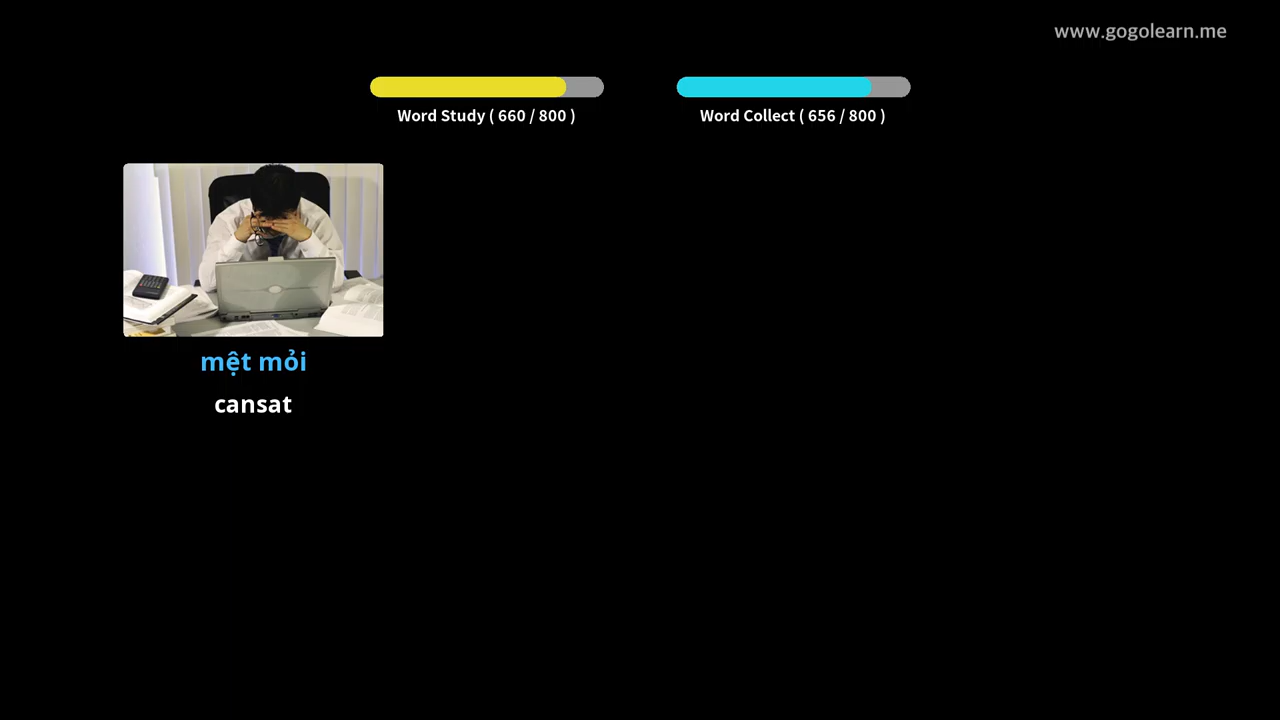 www.gogolearn.me
Word Study ( 660 / 800 )
Word Collect ( 656 / 800 )
mệt mỏi
cansat